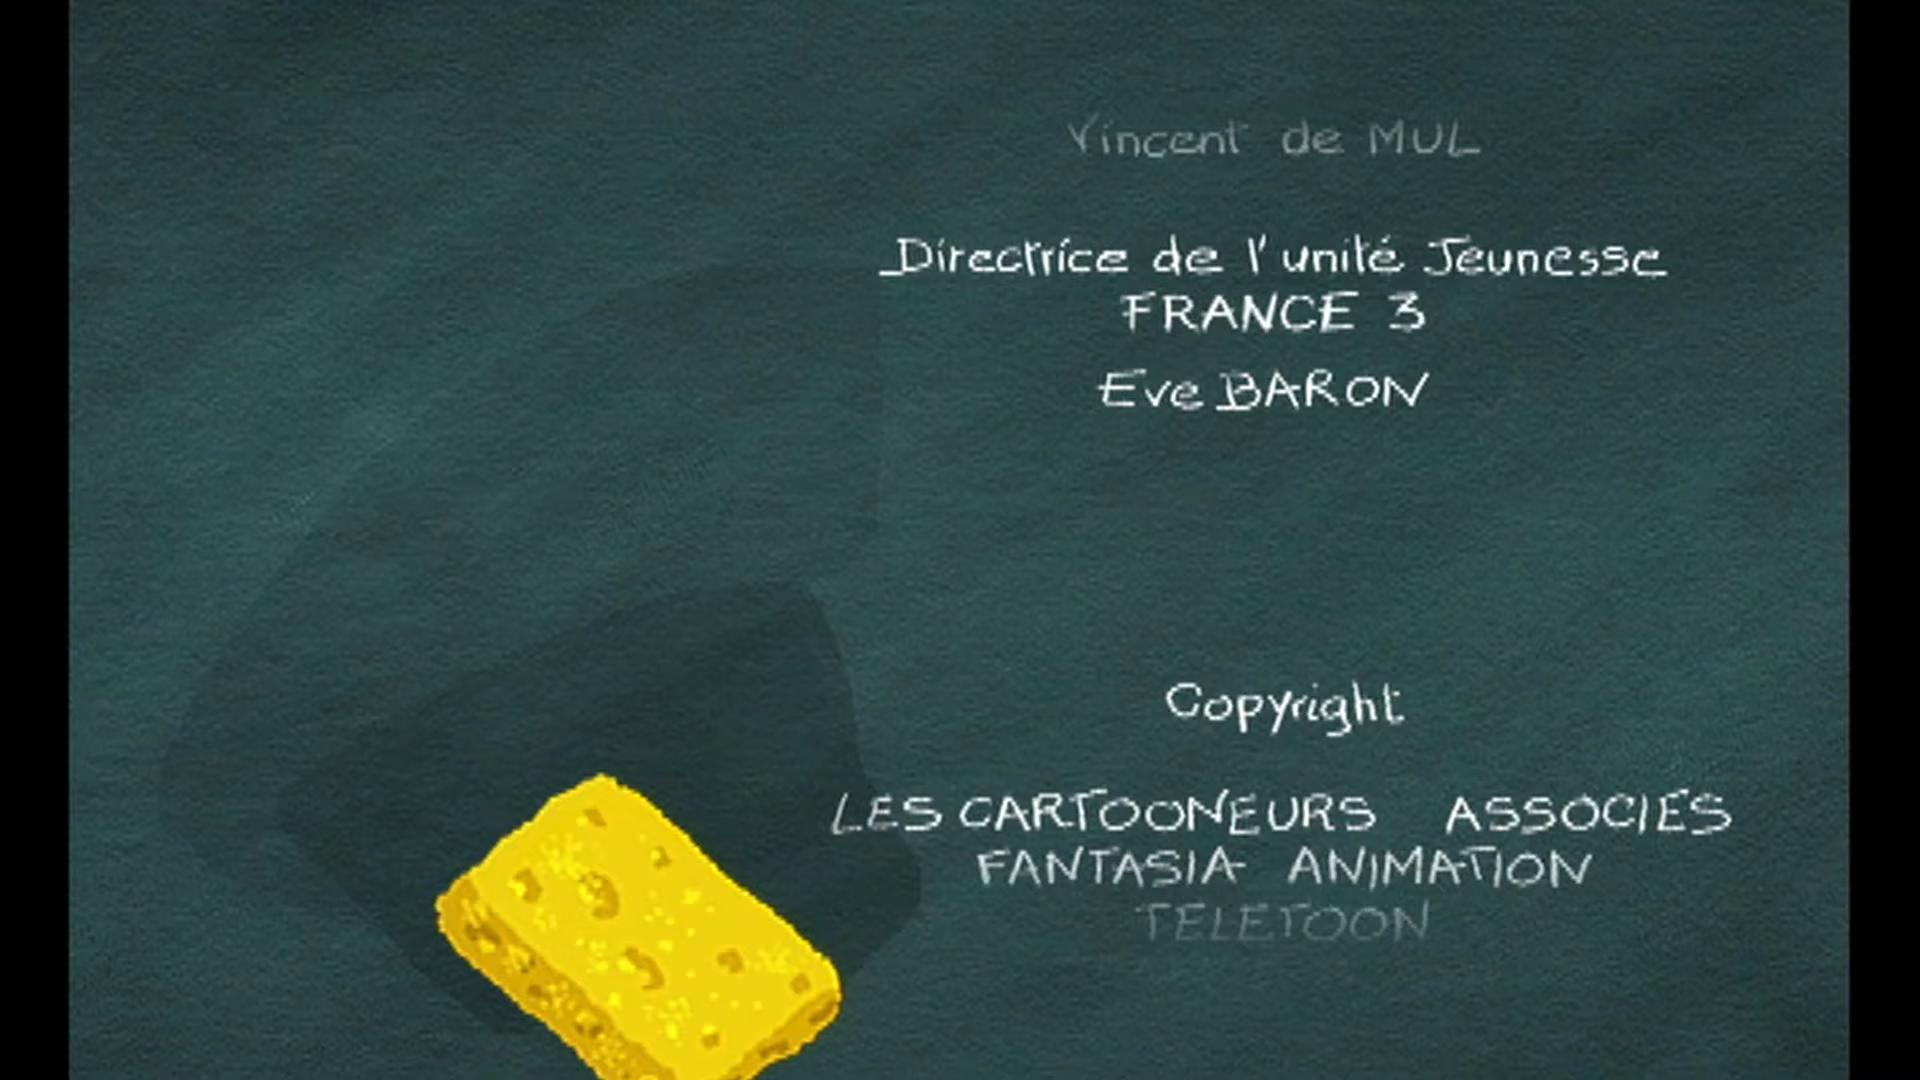 Vincent de MUL
Directrice de l'unité Jeunesse
FRANCE 3
Eve BARON
Copyright
LES CARTOONEURS ASSOCIES
FANTASIA ANIMATION
TELETOON